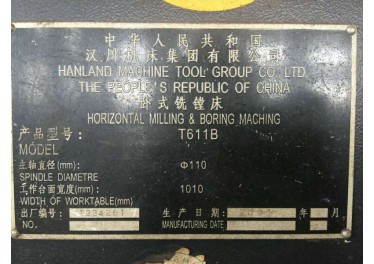 中华人民共和国
汉川机床集团有限公司
HANLAND MACHINE TOOL GROUP CO. LTD.
THE PEOPLE'S REPUBLIC OF CHINA
卧式铣镗床
HORIZONTAL MILLING & BORING MACHING
产品型号: T611B
MODEL
主轴直径(mm): Φ110
SPINDLE DIAMETRE
工作台面宽度(mm): 1010
WIDTH OF WORKTABLE(mm)
出厂编号: 生产日期: 年
NO. MANUFACTURING DATE